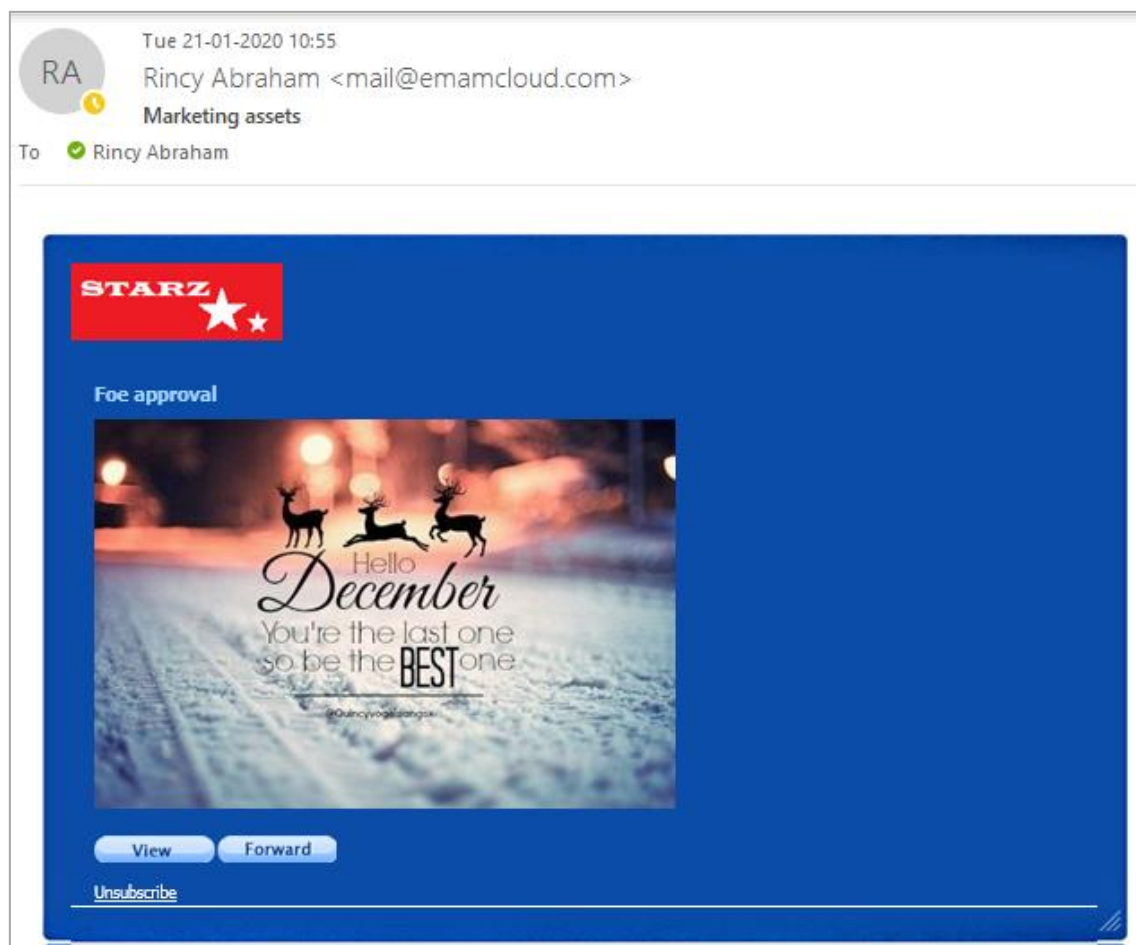 Tue 21-01-2020 10:55
RA
Rincy Abraham <mail@emamcloud.com>
Marketing assets
To Rincy Abraham
STARZ
Foe approval
Hello
December
You're the last one
so be the BEST one
View Forward
Unsubscribe